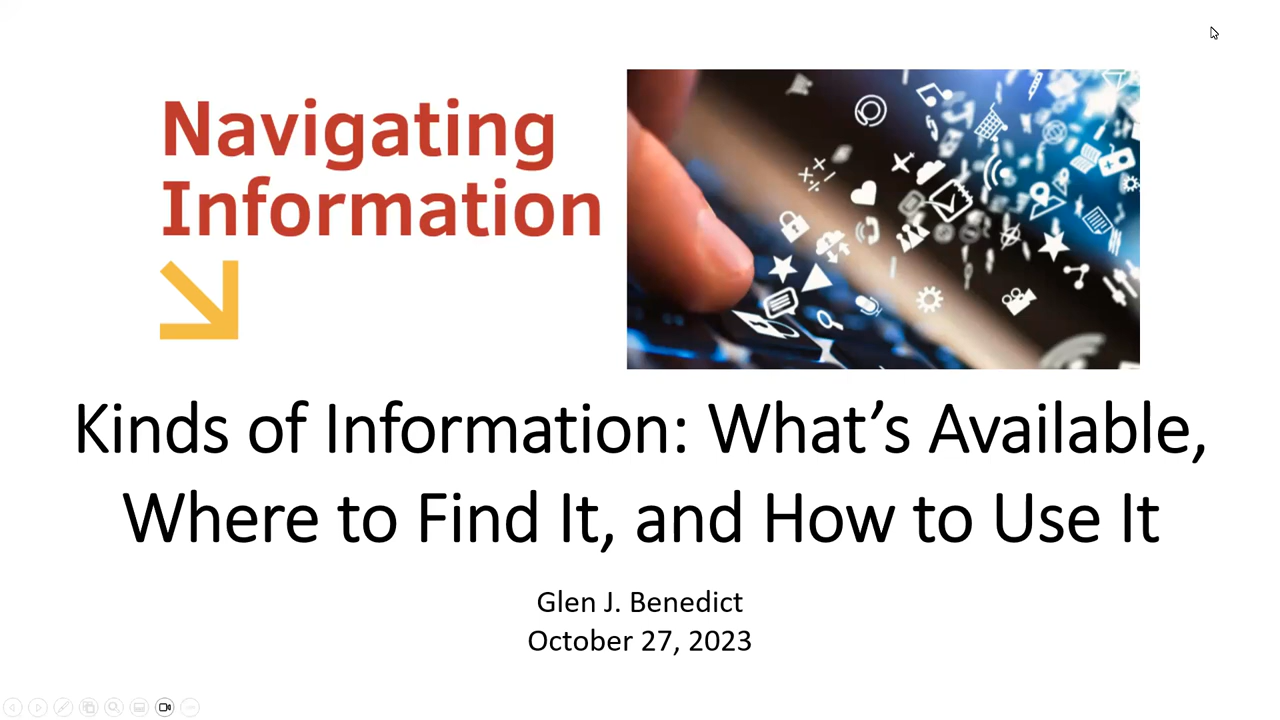 Navigating
Information
Kinds of Information: What’s Available,
Where to Find It, and How to Use It
Glen J. Benedict
October 27, 2023